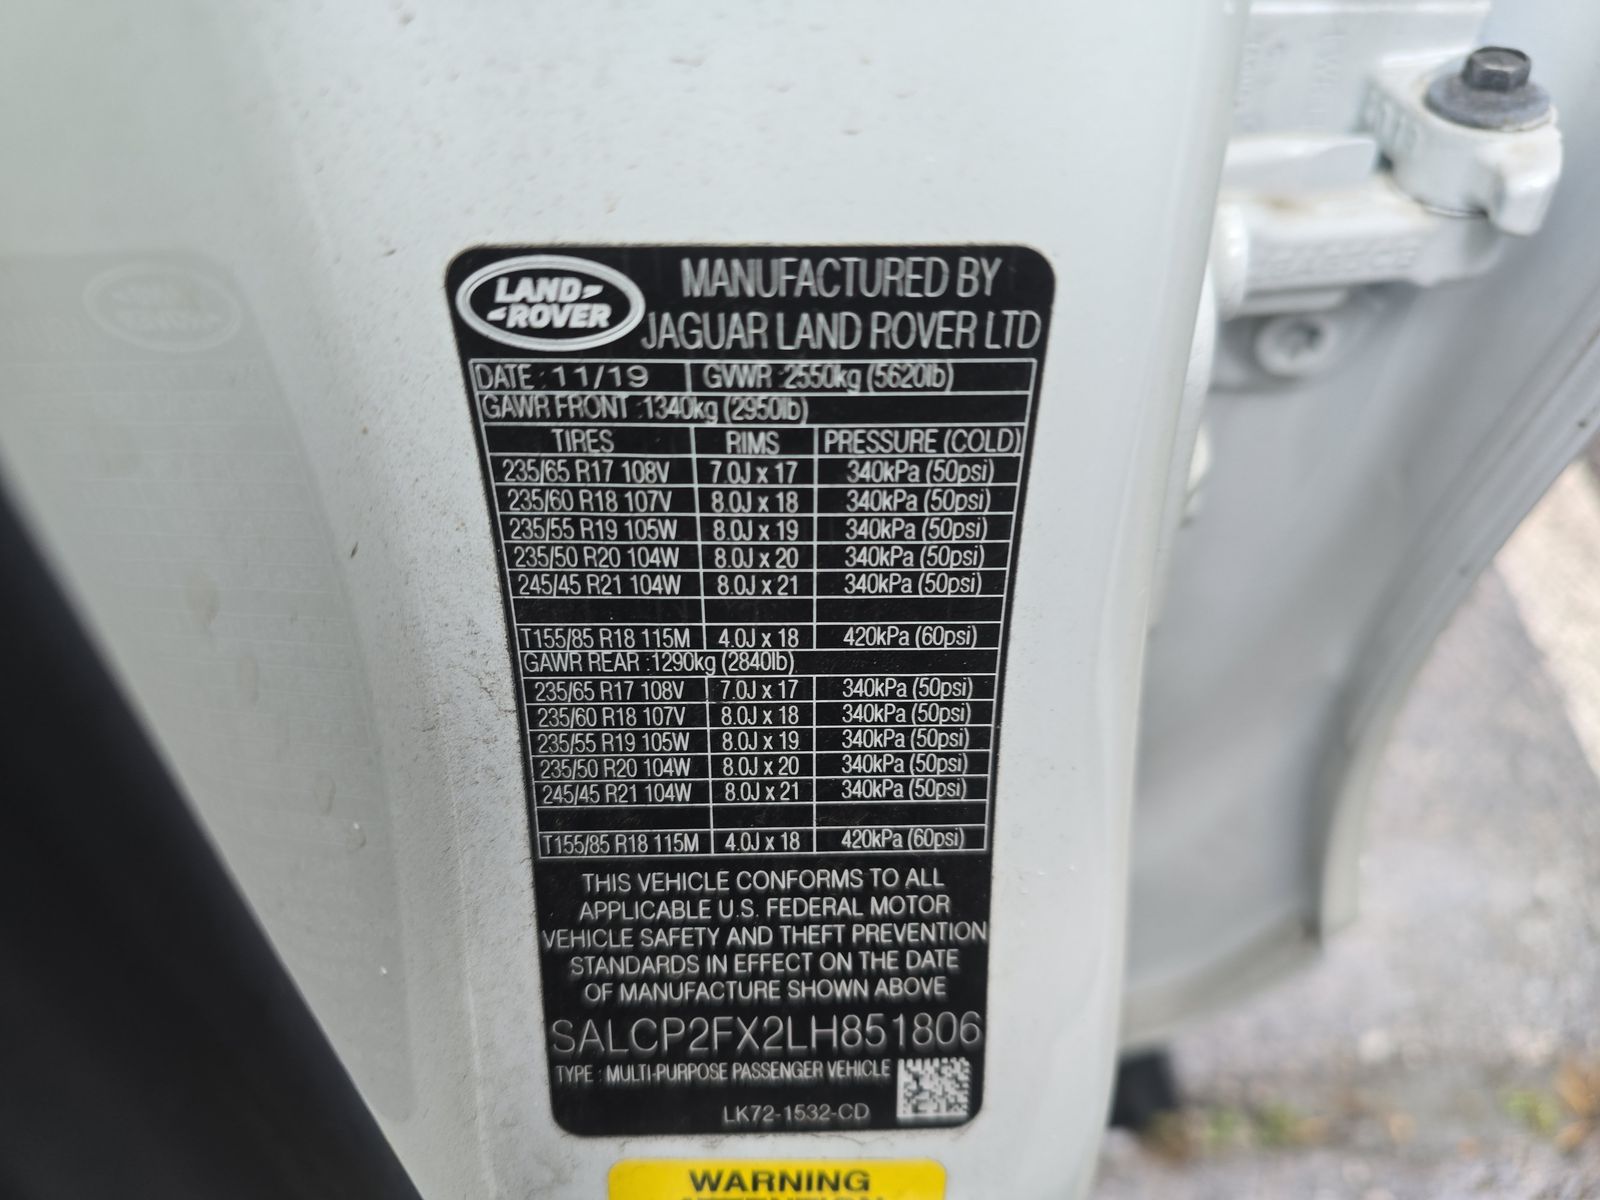 LAND ROVER
MANUFACTURED BY
JAGUAR LAND ROVER LTD
DATE : 11/19 GVWR :2550kg (5620lb)
GAWR FRONT :1340kg (2950lb)
TIRES RIMS PRESSURE (COLD)
235/65 R17 108V 7.0J x 17 340kPa (50psi)
235/60 R18 107V 8.0J x 18 340kPa (50psi)
235/55 R19 105W 8.0J x 19 340kPa (50psi)
235/50 R20 104W 8.0J x 20 340kPa (50psi)
245/45 R21 104W 8.0J x 21 340kPa (50psi)
T155/85 R18 115M 4.0J x 18 420kPa (60psi)
GAWR REAR :1290kg (2840lb)
235/65 R17 108V 7.0J x 17 340kPa (50psi)
235/60 R18 107V 8.0J x 18 340kPa (50psi)
235/55 R19 105W 8.0J x 19 340kPa (50psi)
235/50 R20 104W 8.0J x 20 340kPa (50psi)
245/45 R21 104W 8.0J x 21 340kPa (50psi)
T155/85 R18 115M 4.0J x 18 420kPa (60psi)
THIS VEHICLE CONFORMS TO ALL
APPLICABLE U.S. FEDERAL MOTOR
VEHICLE SAFETY AND THEFT PREVENTION
STANDARDS IN EFFECT ON THE DATE
OF MANUFACTURE SHOWN ABOVE
SALCP2FX2LH851806
TYPE : MULTI-PURPOSE PASSENGER VEHICLE
LK72-1532-CD
WARNING